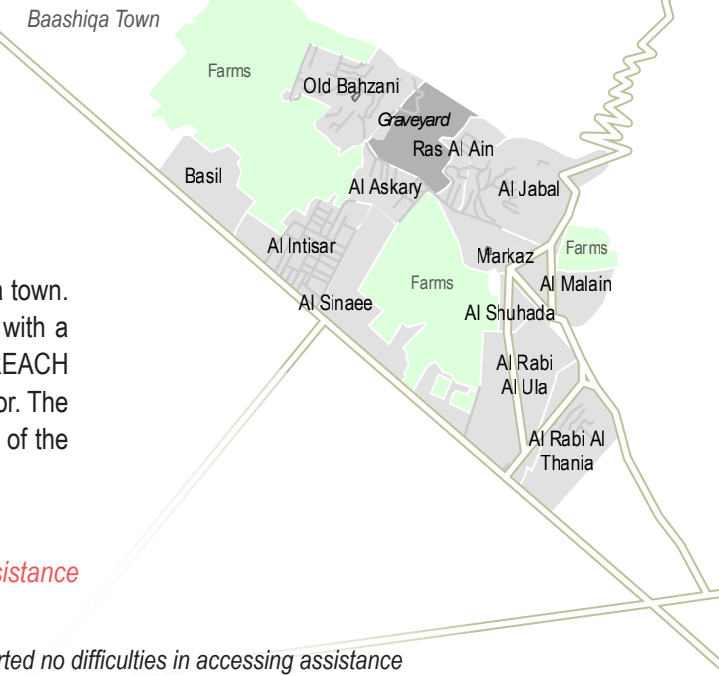 Baashiqa Town
Farms
Old Bahzani
Graveyard
Ras Al Ain
Basil
Al Askary
Al Jabal
Al Intisar
Markaz
Farms
Farms
Al Malain
Al Sinaee
Al Shuhada
Al Rabi
Al Ula
Al Rabi Al
Thania
town.
with a
EACH
or. The
of the
sistance
rted no difficulties in accessing assistance